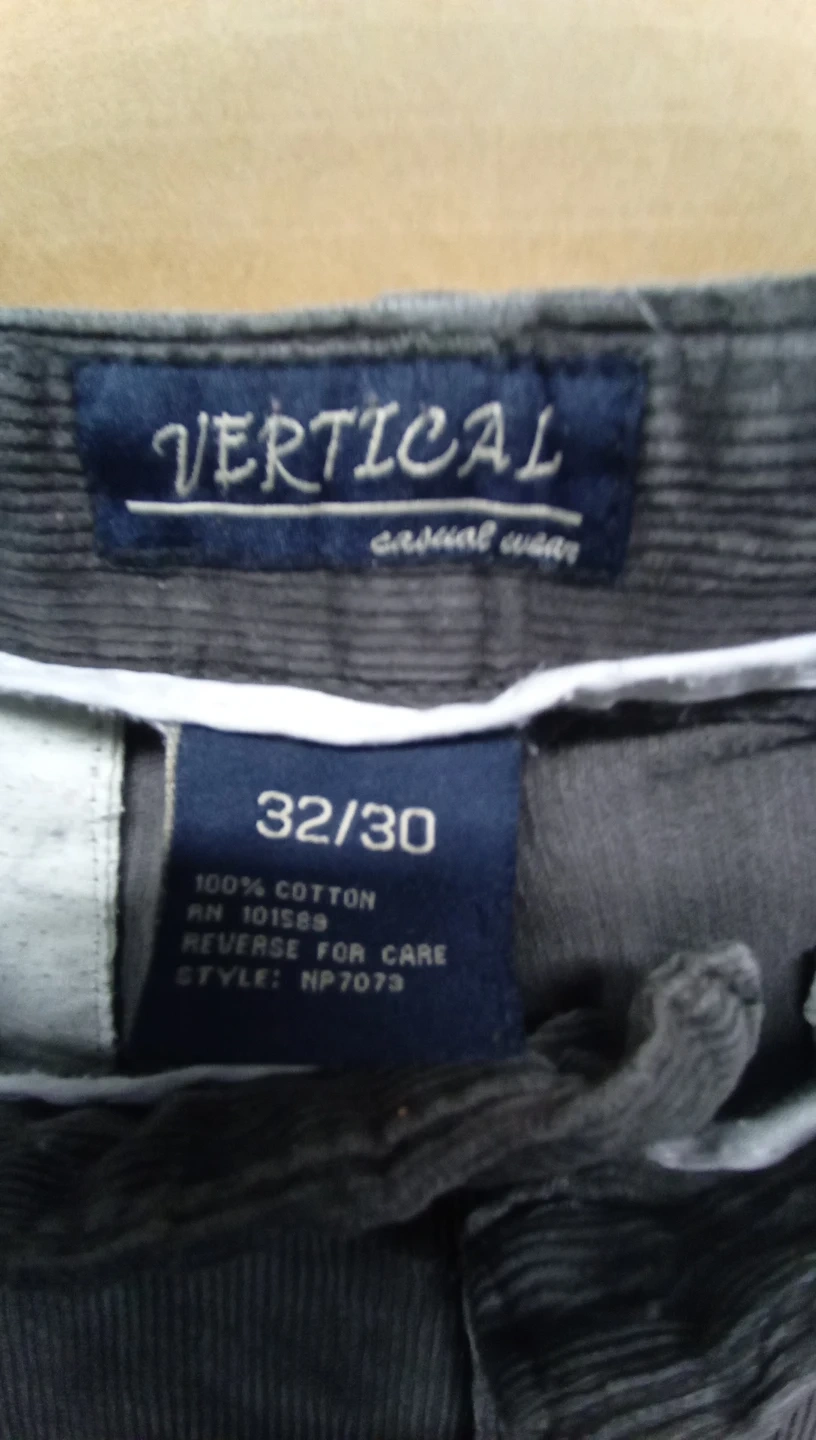 VERTICAL
casual wear
32/30
100% COTTON
RN 101589
REVERSE FOR CARE
STYLE: NP7073